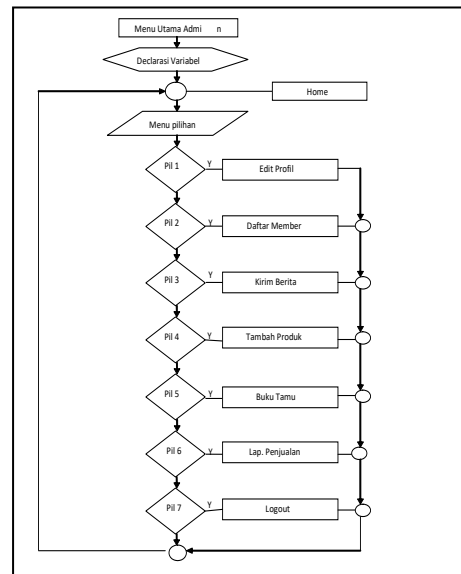 Menu Utama Admi n
Declarasi Variabel
Home
Menu pilihan
Pil 1
Y
Edit Profil
Pil 2
Y
Daftar Member
Pil 3
Y
Kirim Berita
Pil 4
Y
Tambah Produk
Pil 5
Y
Buku Tamu
Pil 6
Y
Lap. Penjualan
Pil 7
Y
Logout